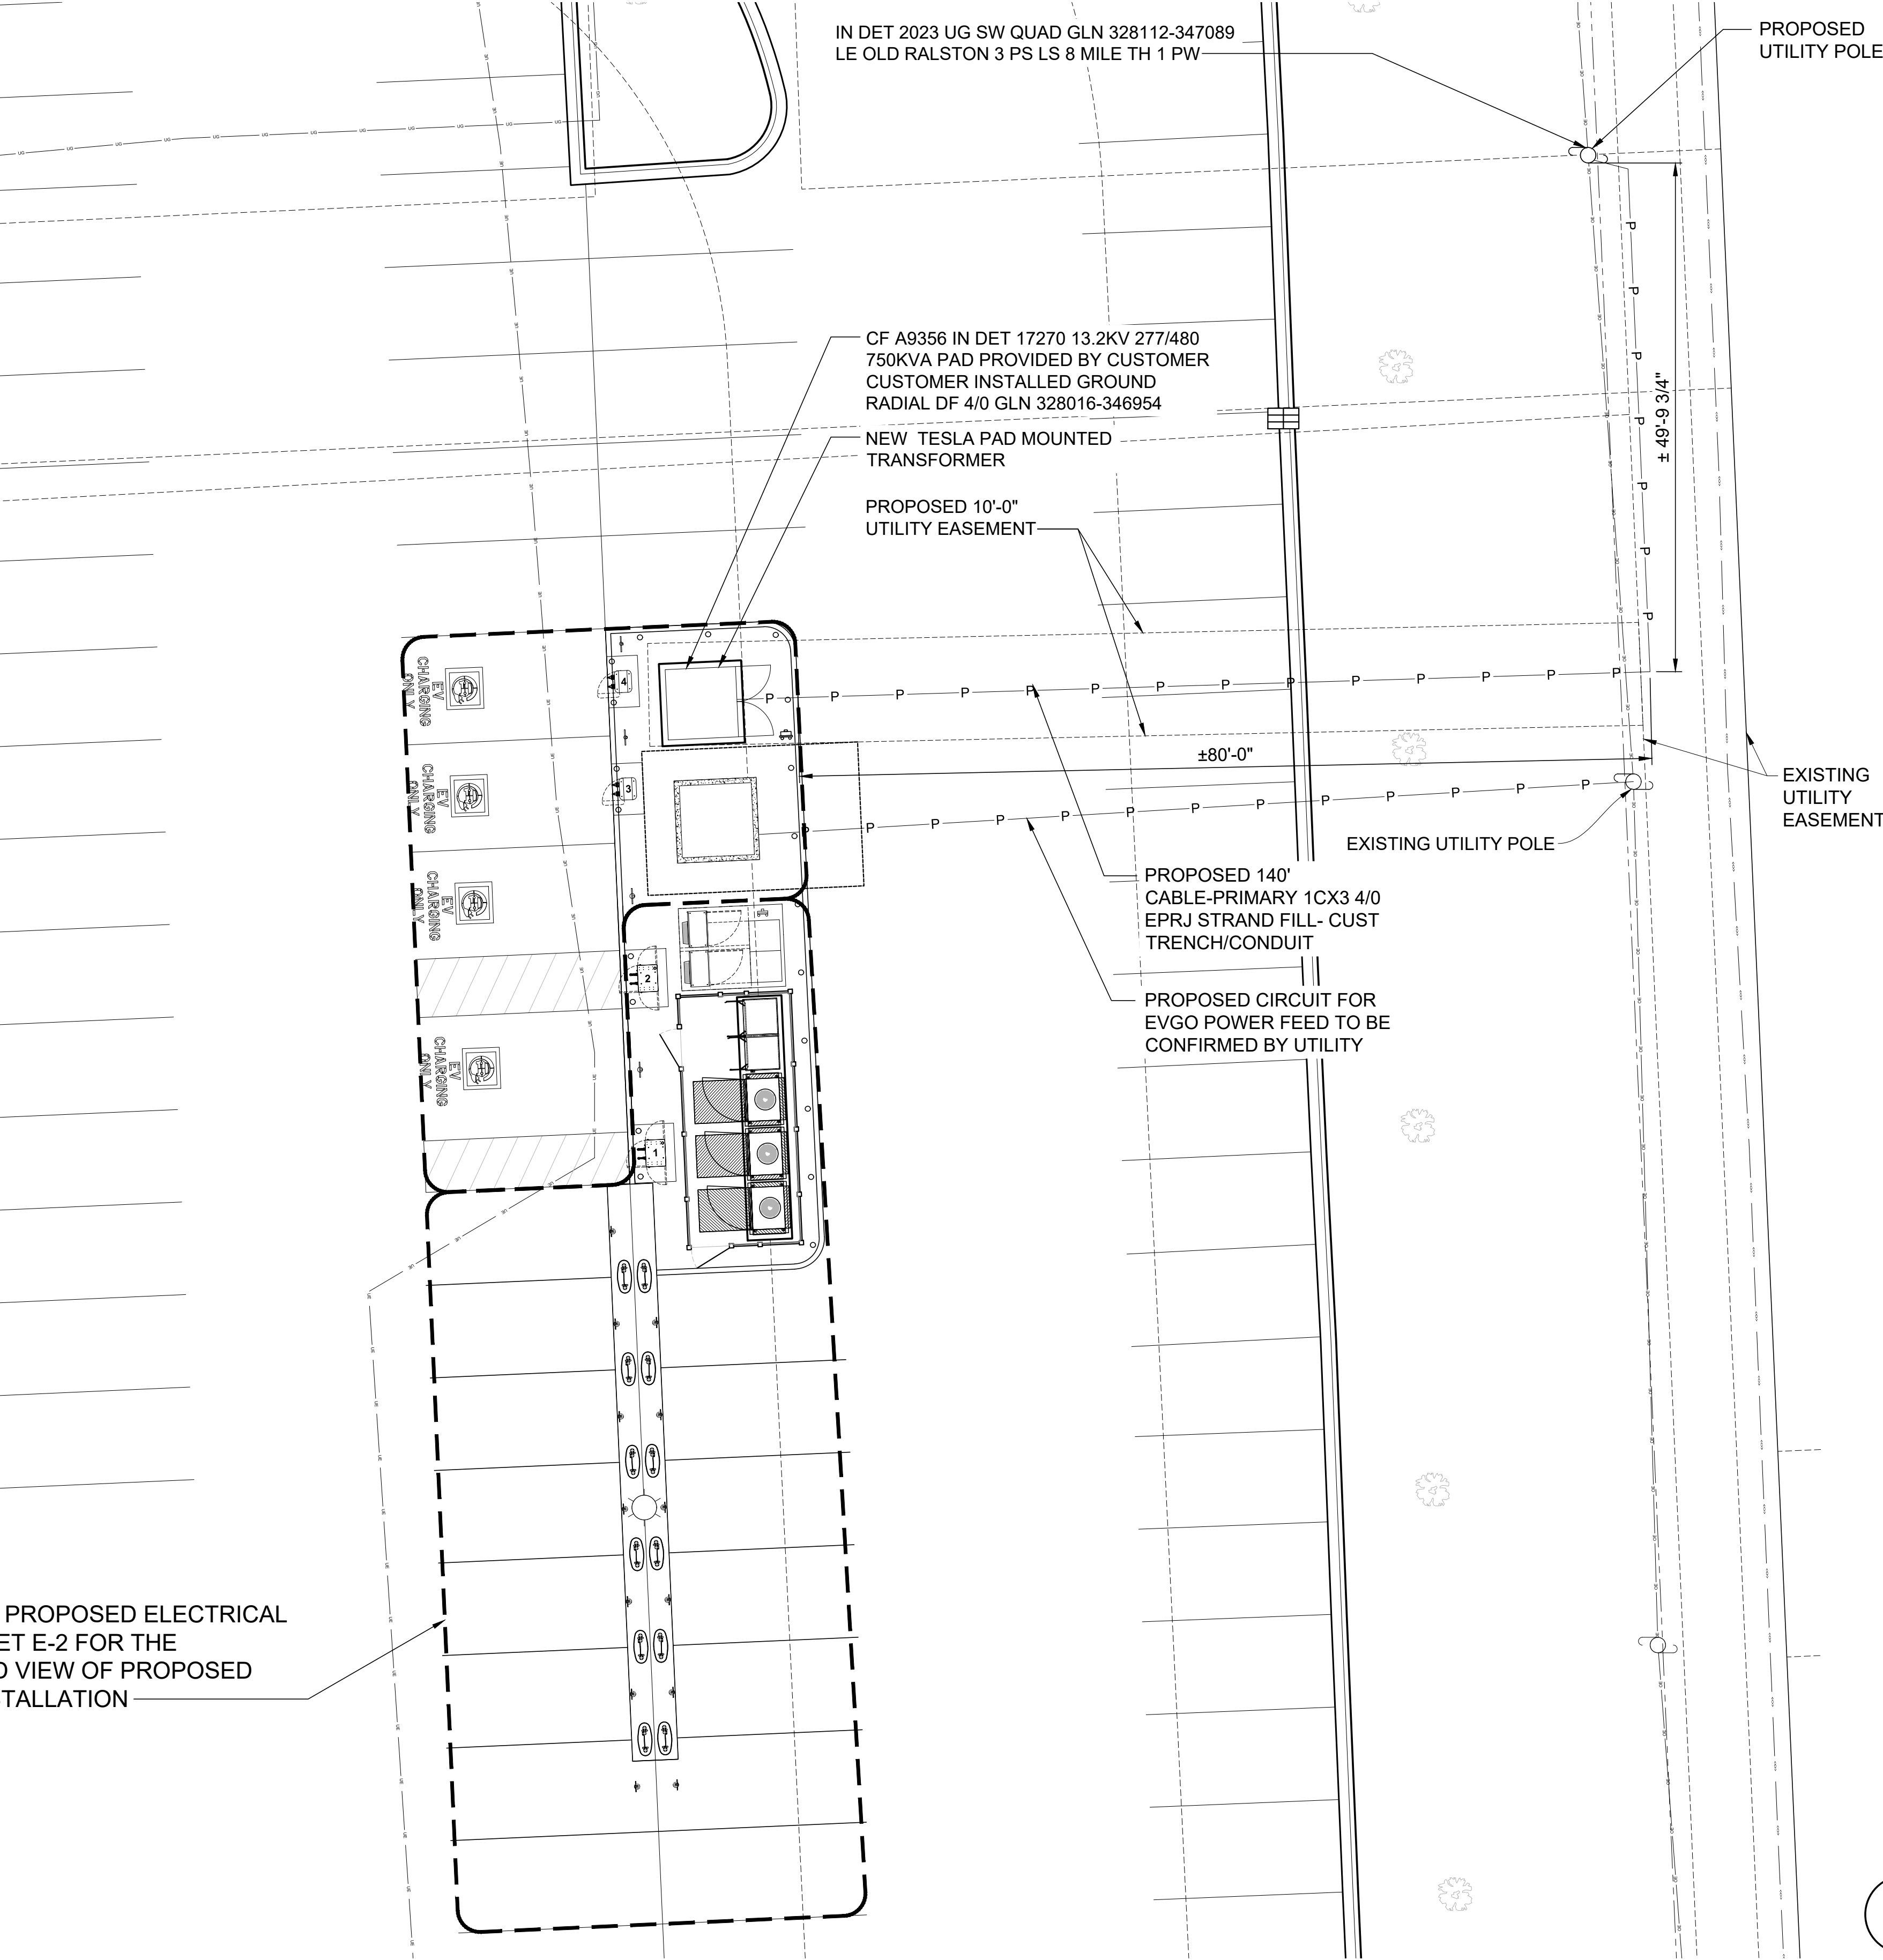 IN DET 2023 UG SW QUAD GLN 328112-347089
LE OLD RALSTON 3 PS LS 8 MILE TH 1 PW
PROPOSED
UTILITY POLE
CF A9356 IN DET 17270 13.2KV 277/480
750KVA PAD PROVIDED BY CUSTOMER
CUSTOMER INSTALLED GROUND
RADIAL DF 4/0 GLN 328016-346954
NEW TESLA PAD MOUNTED
TRANSFORMER
PROPOSED 10'-0"
UTILITY EASEMENT
± 49'-9 3/4"
±80'-0"
EXISTING
UTILITY
EASEMENT
EXISTING UTILITY POLE
PROPOSED 140'
CABLE-PRIMARY 1CX3 4/0
EPRJ STRAND FILL- CUST
TRENCH/CONDUIT
PROPOSED CIRCUIT FOR
EVGO POWER FEED TO BE
CONFIRMED BY UTILITY
EV
CHARGING
ONLY
EV
CHARGING
ONLY
EV
CHARGING
ONLY
EV
CHARGING
ONLY
4
3
2
1
PROPOSED ELECTRICAL
ET E-2 FOR THE
VIEW OF PROPOSED
TALLATION